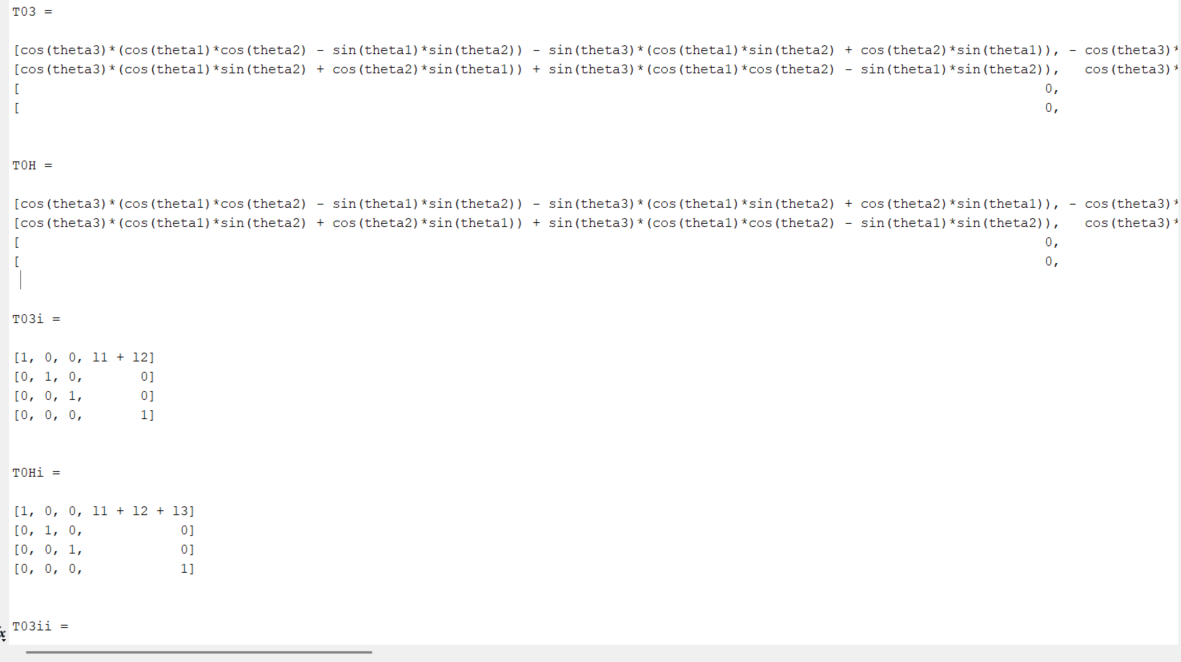 T03 =
[cos(theta3)*(cos(theta1)*cos(theta2) - sin(theta1)*sin(theta2)) - sin(theta3)*(cos(theta1)*sin(theta2) + cos(theta2)*sin(theta1)), - cos(theta3)*
[cos(theta3)*(cos(theta1)*sin(theta2) + cos(theta2)*sin(theta1)) + sin(theta3)*(cos(theta1)*cos(theta2) - sin(theta1)*sin(theta2)),   cos(theta3)*
[ 0,
[ 0,
T0H =
[cos(theta3)*(cos(theta1)*cos(theta2) - sin(theta1)*sin(theta2)) - sin(theta3)*(cos(theta1)*sin(theta2) + cos(theta2)*sin(theta1)), - cos(theta3)*
[cos(theta3)*(cos(theta1)*sin(theta2) + cos(theta2)*sin(theta1)) + sin(theta3)*(cos(theta1)*cos(theta2) - sin(theta1)*sin(theta2)),   cos(theta3)*
[ 0,
[ 0,
T03i =
[1, 0, 0, l1 + l2]
[0, 1, 0,       0]
[0, 0, 1,       0]
[0, 0, 0,       1]
T0Hi =
[1, 0, 0, l1 + l2 + l3]
[0, 1, 0,            0]
[0, 0, 1,            0]
[0, 0, 0,            1]
T03ii =